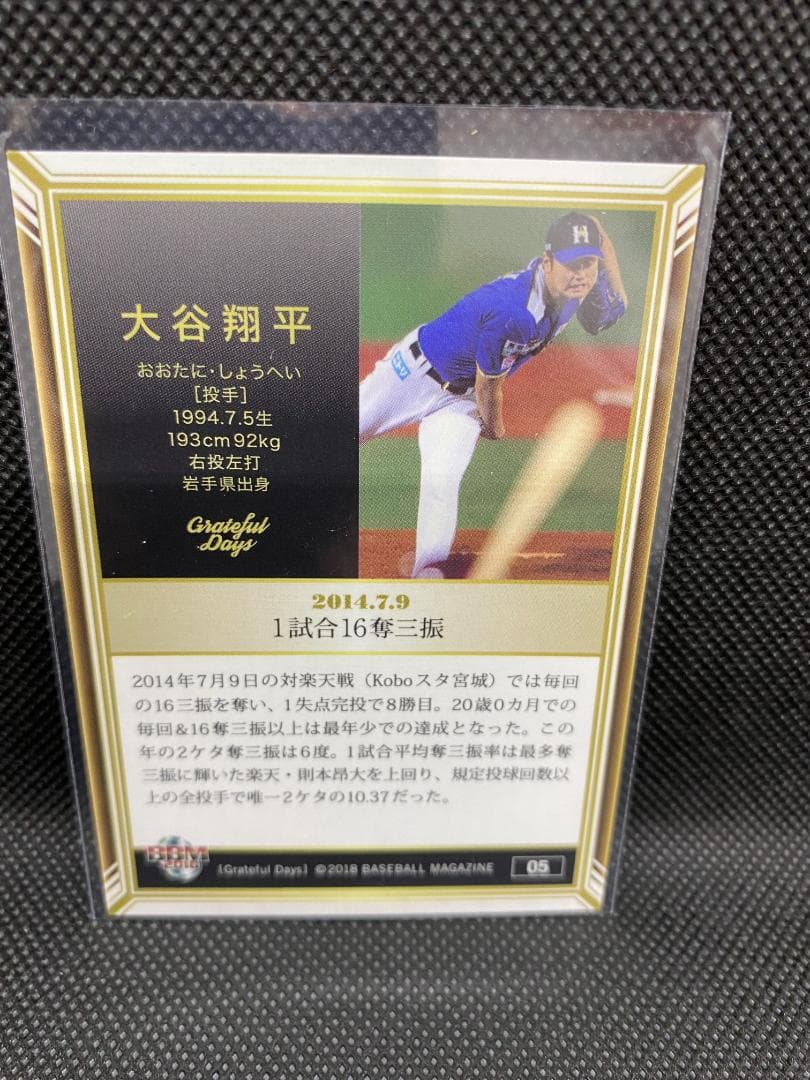 大谷翔平
おおたに・しょうへい
[投手]
1994.7.5生
193cm 92kg
右投左打
岩手県出身
Grateful
Days
H
ニトリ
2014.7.9
1試合16奪三振
2014年7月9日の対楽天戦（Koboスタ宮城）では毎回
の16三振を奪い、1失点完投で8勝目。20歳0カ月での
毎回&16奪三振以上は最年少での達成となった。この
年の2ケタ奪三振は6度。1試合平均奪三振率は最多奪
三振に輝いた楽天・則本昂大を上回り、規定投球回数以
上の全投手で唯一2ケタの10.37だった。
BBM
2018
[Grateful Days] ©2018 BASEBALL MAGAZINE
05